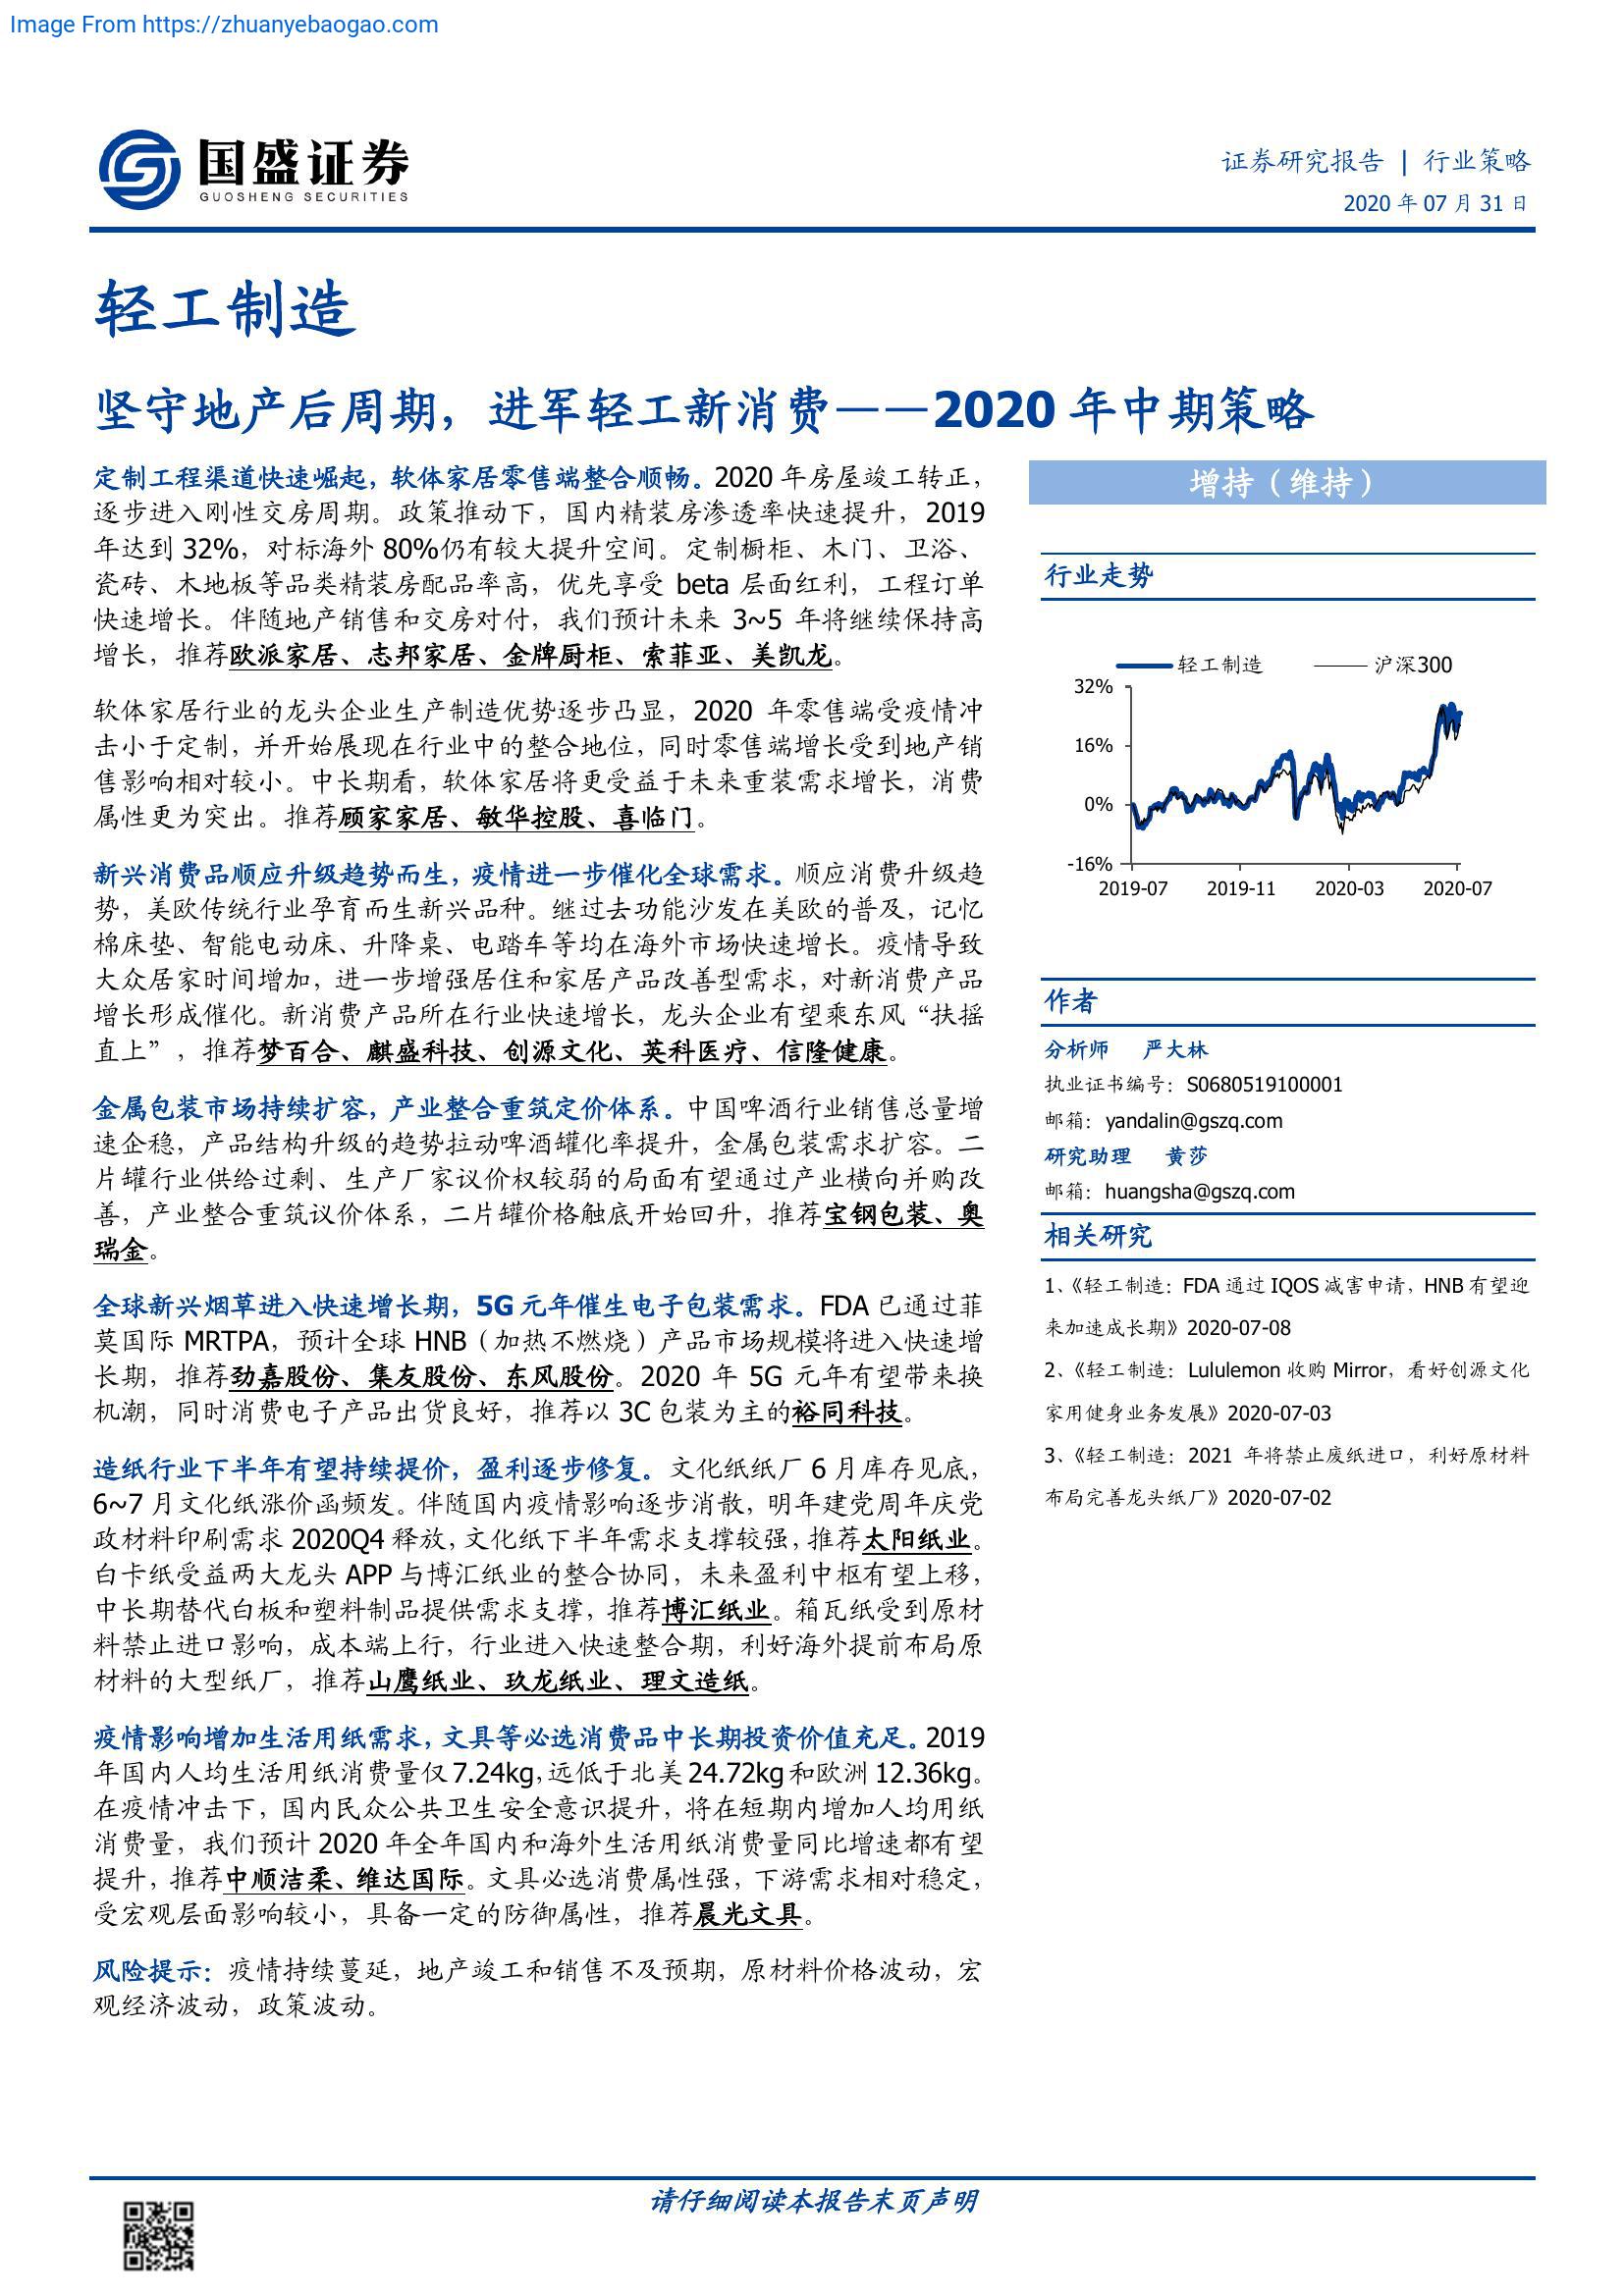 Image From https://zhuanyebaogao.com
国盛证券
GUOSHENG SECURITIES
证券研究报告 | 行业策略
2020 年 07 月 31 日
轻工制造
坚守地产后周期，进军轻工新消费——2020 年中期策略
定制工程渠道快速崛起，软体家居零售端整合顺畅。2020 年房屋竣工转正，
逐步进入刚性交房周期。政策推动下，国内精装房渗透率快速提升，2019
年达到 32%，对标海外 80%仍有较大提升空间。定制橱柜、木门、卫浴、
瓷砖、木地板等品类精装房配品率高，优先享受 beta 层面红利，工程订单
快速增长。伴随地产销售和交房对付，我们预计未来 3~5 年将继续保持高
增长，推荐欧派家居、志邦家居、金牌厨柜、索菲亚、美凯龙。
软体家居行业的龙头企业生产制造优势逐步凸显，2020 年零售端受疫情冲
击小于定制，并开始展现在行业中的整合地位，同时零售端增长受到地产销
售影响相对较小。中长期看，软体家居将更受益于未来重装需求增长，消费
属性更为突出。推荐顾家家居、敏华控股、喜临门。
新兴消费品顺应升级趋势而生，疫情进一步催化全球需求。顺应消费升级趋
势，美欧传统行业孕育而生新兴品种。继过去功能沙发在美欧的普及，记忆
棉床垫、智能电动床、升降桌、电踏车等均在海外市场快速增长。疫情导致
大众居家时间增加，进一步增强居住和家居产品改善型需求，对新消费产品
增长形成催化。新消费产品所在行业快速增长，龙头企业有望乘东风“扶摇
直上”，推荐梦百合、麒盛科技、创源文化、英科医疗、信隆健康。
金属包装市场持续扩容，产业整合重筑定价体系。中国啤酒行业销售总量增
速企稳，产品结构升级的趋势拉动啤酒罐化率提升，金属包装需求扩容。二
片罐行业供给过剩、生产厂家议价权较弱的局面有望通过产业横向并购改
善，产业整合重筑议价体系，二片罐价格触底开始回升，推荐宝钢包装、奥
瑞金。
全球新兴烟草进入快速增长期，5G 元年催生电子包装需求。FDA 已通过菲
莫国际 MRTPA，预计全球 HNB（加热不燃烧）产品市场规模将进入快速增
长期，推荐劲嘉股份、集友股份、东风股份。2020 年 5G 元年有望带来换
机潮，同时消费电子产品出货良好，推荐以 3C 包装为主的裕同科技。
造纸行业下半年有望持续提价，盈利逐步修复。文化纸纸厂 6 月库存见底，
6~7 月文化纸涨价函频发。伴随国内疫情影响逐步消散，明年建党周年庆党
政材料印刷需求 2020Q4 释放，文化纸下半年需求支撑较强，推荐太阳纸业。
白卡纸受益两大龙头 APP 与博汇纸业的整合协同，未来盈利中枢有望上移，
中长期替代白板和塑料制品提供需求支撑，推荐博汇纸业。箱瓦纸受到原材
料禁止进口影响，成本端上行，行业进入快速整合期，利好海外提前布局原
材料的大型纸厂，推荐山鹰纸业、玖龙纸业、理文造纸。
疫情影响增加生活用纸需求，文具等必选消费品中长期投资价值充足。2019
年国内人均生活用纸消费量仅 7.24kg，远低于北美 24.72kg 和欧洲 12.36kg。
在疫情冲击下，国内民众公共卫生安全意识提升，将在短期内增加人均用纸
消费量，我们预计 2020 年全年国内和海外生活用纸消费量同比增速都有望
提升，推荐中顺洁柔、维达国际。文具必选消费属性强，下游需求相对稳定，
受宏观层面影响较小，具备一定的防御属性，推荐晨光文具。
风险提示：疫情持续蔓延，地产竣工和销售不及预期，原材料价格波动，宏
观经济波动，政策波动。
增持（维持）
行业走势
轻工制造 沪深300
32%
16%
0%
-16%
2019-07 2019-11 2020-03 2020-07
作者
分析师 严大林
执业证书编号：S0680519100001
邮箱：yandalin@gszq.com
研究助理 黄莎
邮箱：huangsha@gszq.com
相关研究
1、《轻工制造：FDA 通过 IQOS 减害申请，HNB 有望迎
来加速成长期》2020-07-08
2、《轻工制造：Lululemon 收购 Mirror，看好创源文化
家用健身业务发展》2020-07-03
3、《轻工制造：2021 年将禁止废纸进口，利好原材料
布局完善龙头纸厂》2020-07-02
请仔细阅读本报告末页声明